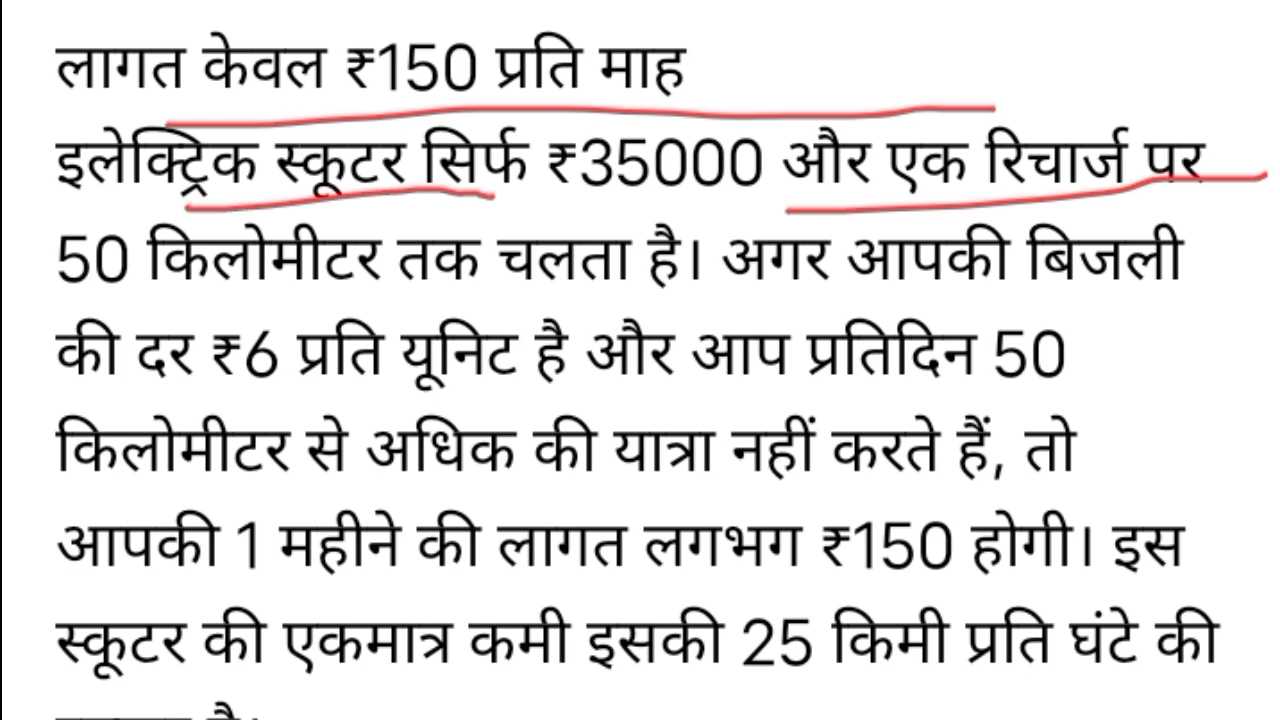 लागत केवल ₹150 प्रति माह
इलेक्ट्रिक स्कूटर सिर्फ ₹35000 और एक रिचार्ज पर
50 किलोमीटर तक चलता है। अगर आपकी बिजली
की दर ₹6 प्रति यूनिट है और आप प्रतिदिन 50
किलोमीटर से अधिक की यात्रा नहीं करते हैं, तो
आपकी 1 महीने की लागत लगभग ₹150 होगी। इस
स्कूटर की एकमात्र कमी इसकी 25 किमी प्रति घंटे की